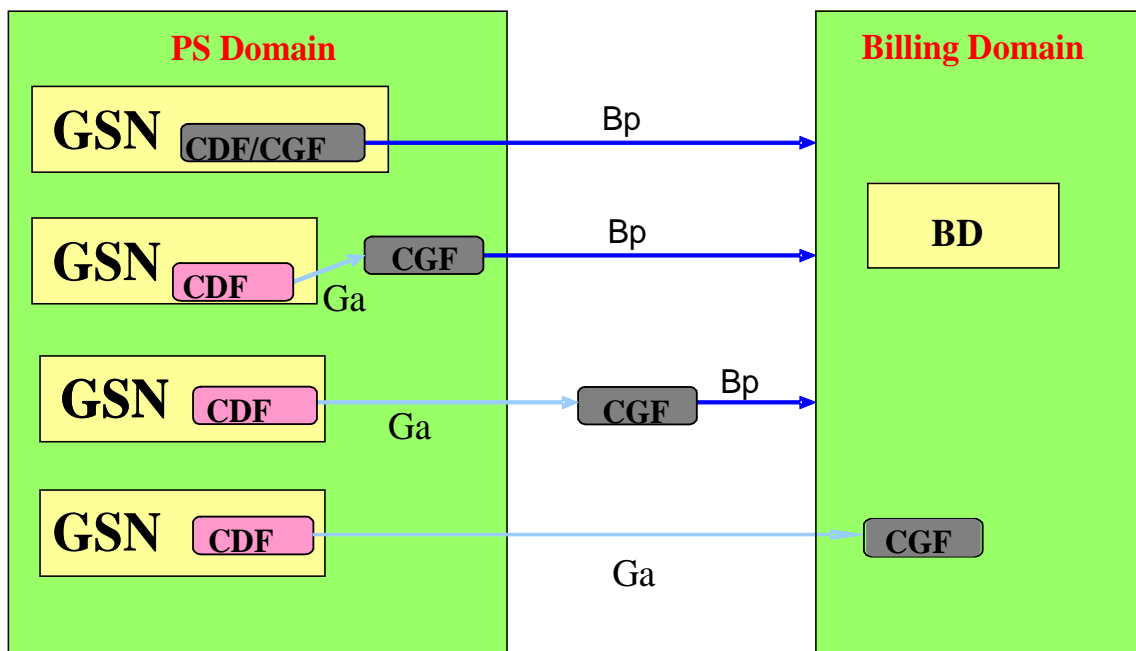 PS Domain
Billing Domain
GSN
CDF/CGF
Bp
GSN
CDF
Ga
CGF
Bp
BD
GSN
CDF
Ga
CGF
Bp
GSN
CDF
Ga
CGF